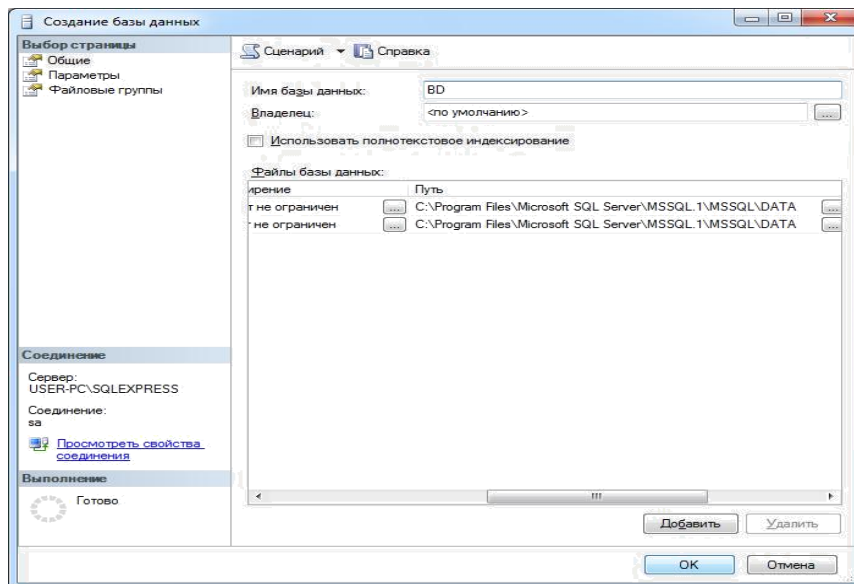 Создание базы данных
Выбор страницы
Общие
Параметры
Файловые группы
Сценарий
Справка
Имя базы данных:
BD
Владелец:
<по умолчанию>
...
Использовать полнотекстовое индексирование
Файлы базы данных:
ирение
Путь
т не ограничен
...
C:\Program Files\Microsoft SQL Server\MSSQL.1\MSSQL\DATA
...
т не ограничен
...
C:\Program Files\Microsoft SQL Server\MSSQL.1\MSSQL\DATA
...
Соединение
Сервер:
USER-PC\SQLEXPRESS
Соединение:
sa
Просмотреть свойства
соединения
Выполнение
Готово
Добавить
Удалить
OK
Отмена